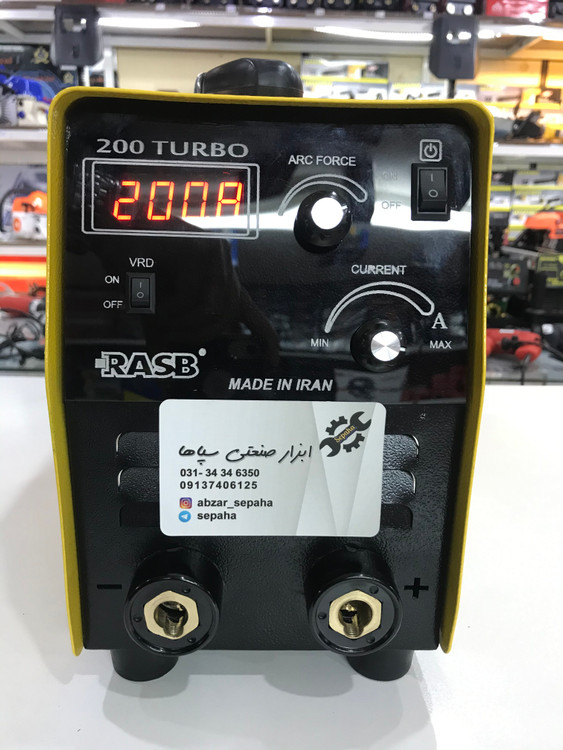 200 TURBO
200A
ARC FORCE
OFF
VRD
ON
OFF
CURRENT
MIN
A
MAX
RASB®
MADE IN IRAN
Sepaha
ابزار صنعتی سپاها
031- 34 34 6350
09137406125
abzar_sepaha
sepaha
− +